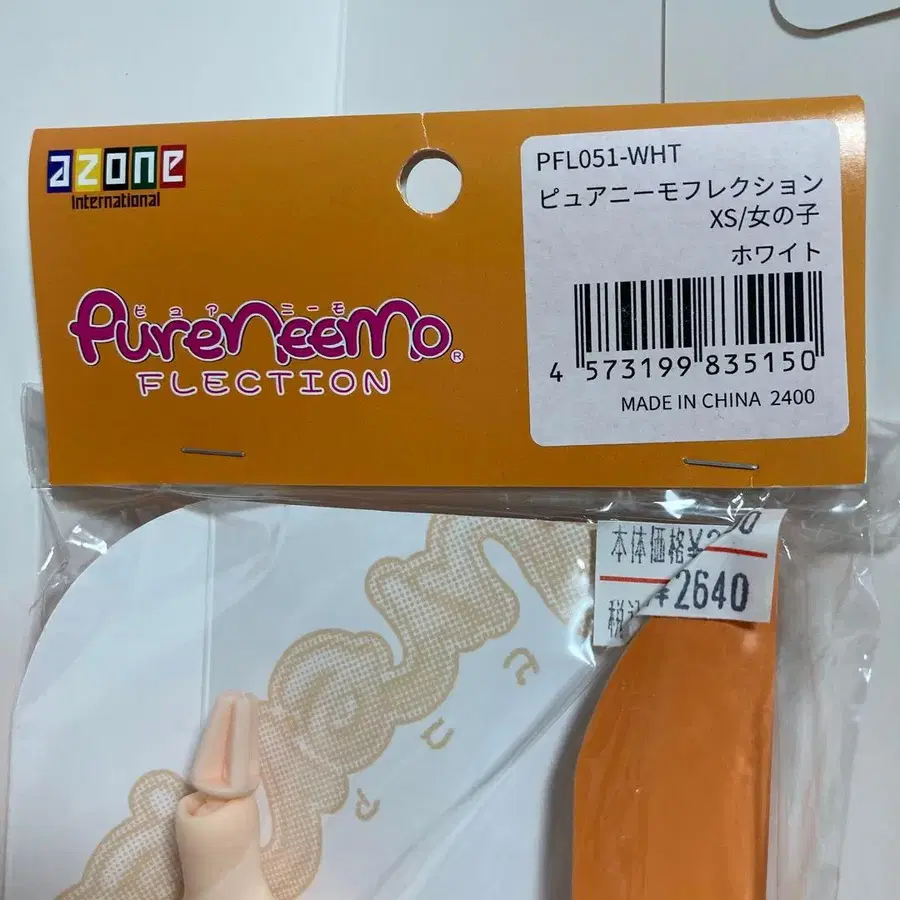 azone
International
ピュアニーモ
PureNeemo®
FLECTION
PFL051-WHT
ピュアニーモフレクション
XS/女の子
ホワイト
4 573199 835150
MADE IN CHINA 2400
本体価格¥
¥2640